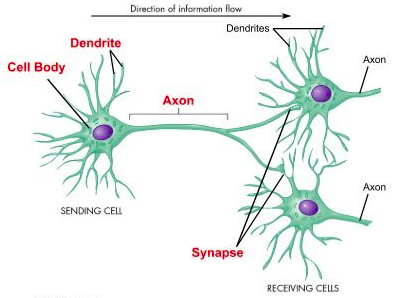 Direction of information flow
Dendrites
Dendrite
Axon
Cell Body
Axon
SENDING CELL
Axon
Synapse
RECEIVING CELLS